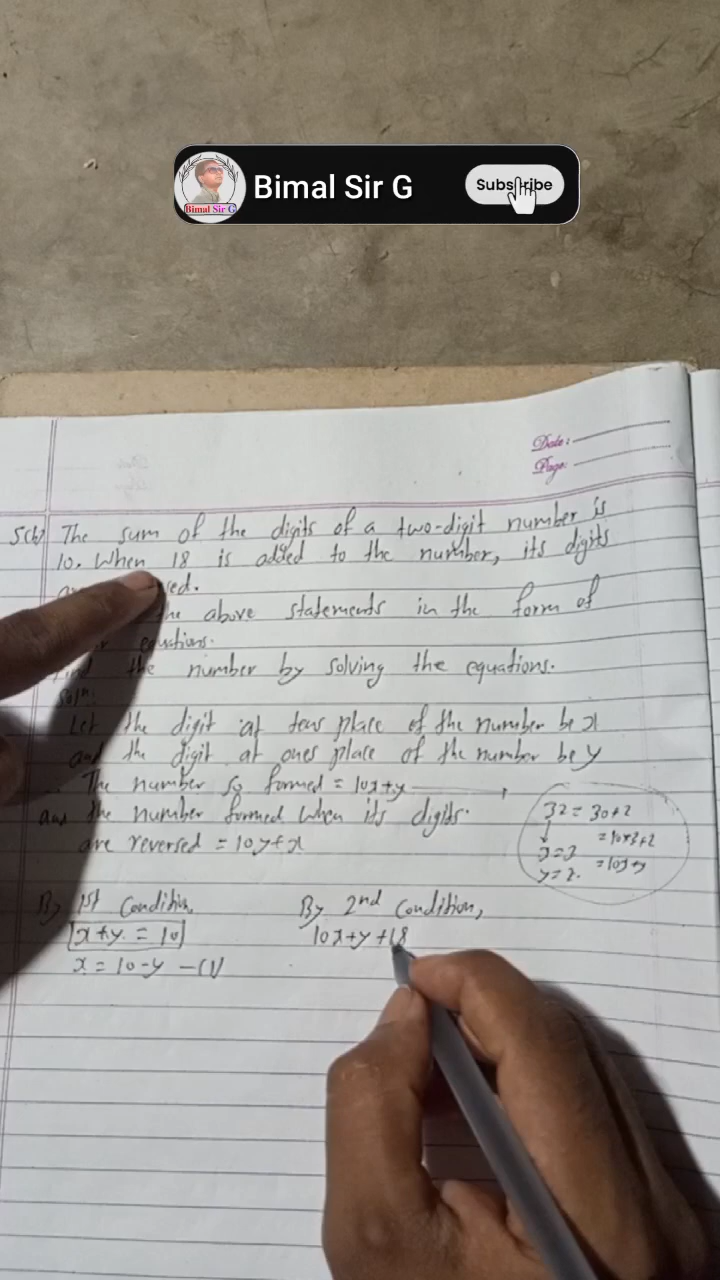 Bimal Sir G
Subscribe
Bimal Sir G
Date:
Page:
5(b) The sum of the digits of a two-digit number is
10. When 18 is added to the number, its digits
the above statements in the form of
equations.
the number by solving the equations.
Solⁿ:
Let the digit at tens place of the number be x
and the digit at ones place of the number be y
The number so formed = 10x+y
and the number formed when its digits
are reversed = 10y+x
32 = 30+2
= 10×3+2
= 10x+y
x=3
y=2.
By 1st Condition,
x+y = 10
x = 10-y -(1)
By 2nd Condition,
10x+y+18